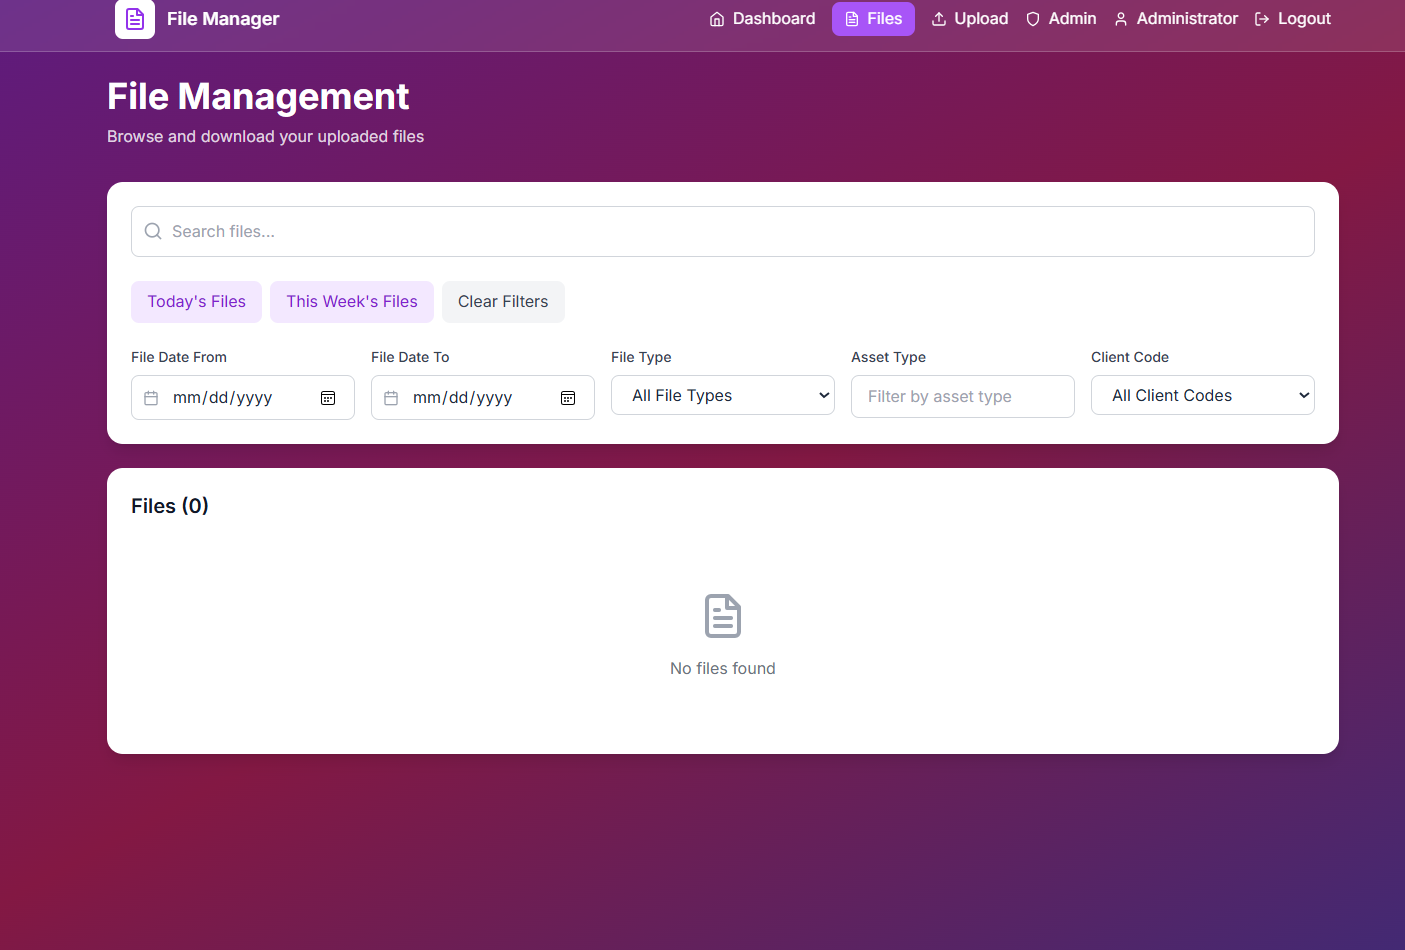 File Manager
Dashboard
Files
Upload
Admin
Administrator
Logout
File Management
Browse and download your uploaded files
Search files...
Today's Files
This Week's Files
Clear Filters
File Date From
File Date To
File Type
Asset Type
Client Code
mm/dd/yyyy
mm/dd/yyyy
All File Types
Filter by asset type
All Client Codes
Files (0)
No files found